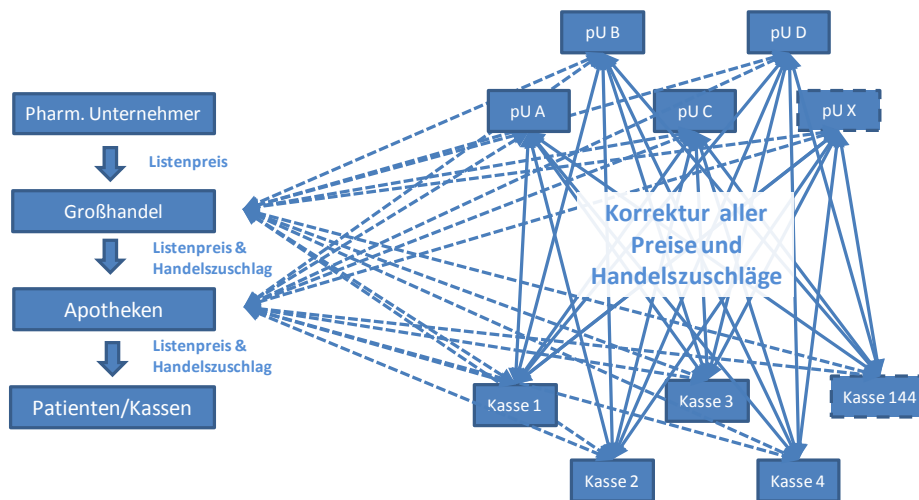 pU B
pU D
pU A
pU C
pU X
Pharm. Unternehmer
Listenpreis
Großhandel
Listenpreis &
Handelszuschlag
Apotheken
Listenpreis &
Handelszuschlag
Patienten/Kassen
Korrektur aller
Preise und
Handelszuschläge
Kasse 1
Kasse 3
Kasse 144
Kasse 2
Kasse 4